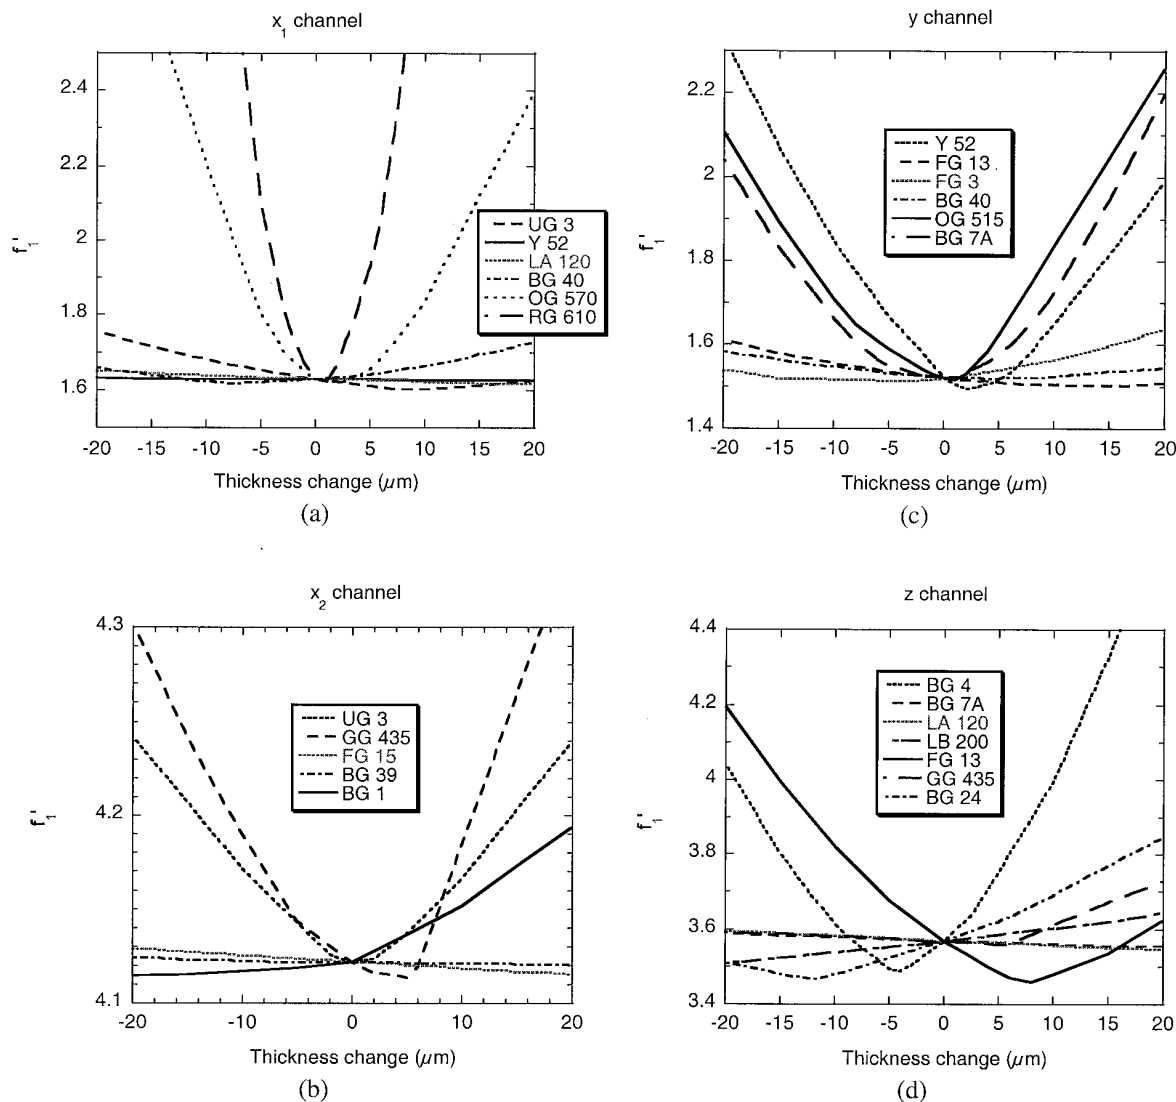 x1 channel
f1'
2.4
2.2
2
1.8
1.6
UG 3
Y 52
LA 120
BG 40
OG 570
RG 610
-20 -15 -10 -5 0 5 10 15 20
Thickness change (μm)
(a)
y channel
f1'
2.2
2
1.8
1.6
1.4
Y 52
FG 13
FG 3
BG 40
OG 515
BG 7A
-20 -15 -10 -5 0 5 10 15 20
Thickness change (μm)
(c)
x2 channel
f1'
4.3
4.2
4.1
UG 3
GG 435
FG 15
BG 39
BG 1
-20 -10 0 10 20
Thickness change (μm)
(b)
z channel
f1'
4.4
4.2
4
3.8
3.6
3.4
BG 4
BG 7A
LA 120
LB 200
FG 13
GG 435
BG 24
-20 -15 -10 -5 0 5 10 15 20
Thickness change (μm)
(d)